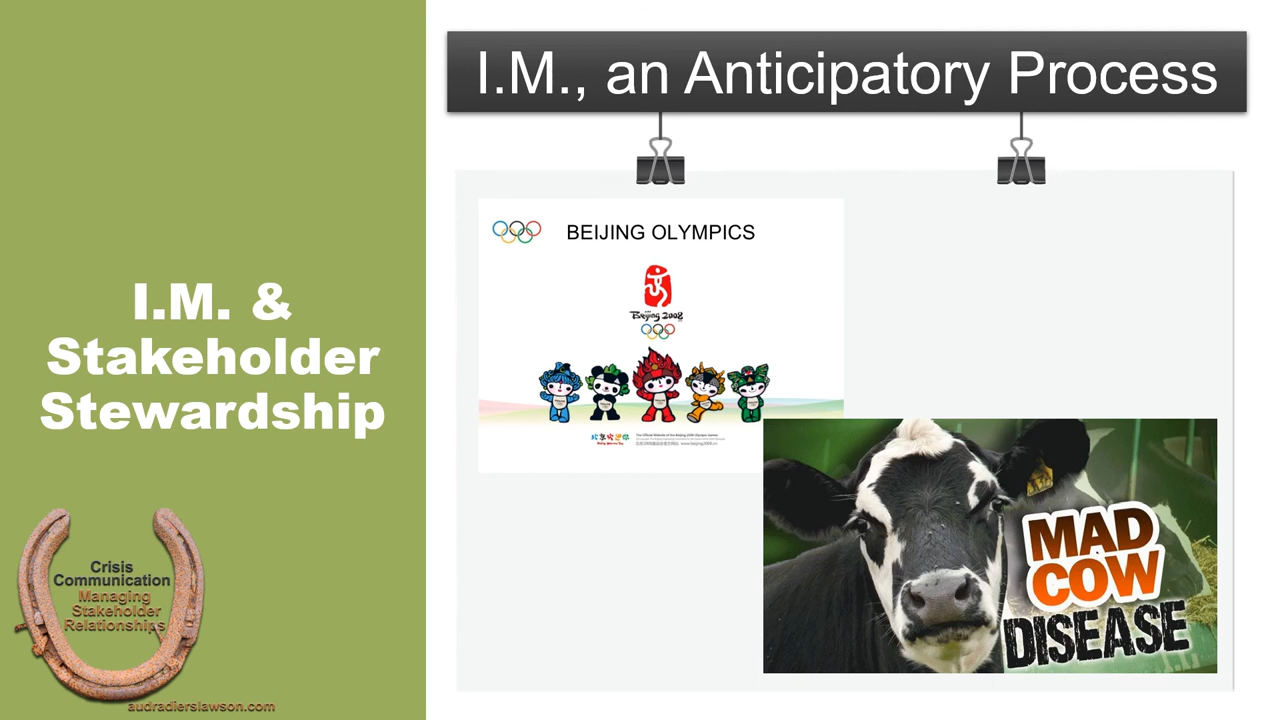 I.M., an Anticipatory Process
BEIJING OLYMPICS
Beijing 2008
I.M. &
Stakeholder
Stewardship
MAD
COW
DISEASE
Crisis
Communication
Managing
Stakeholder
Relationships
audradierslawson.com